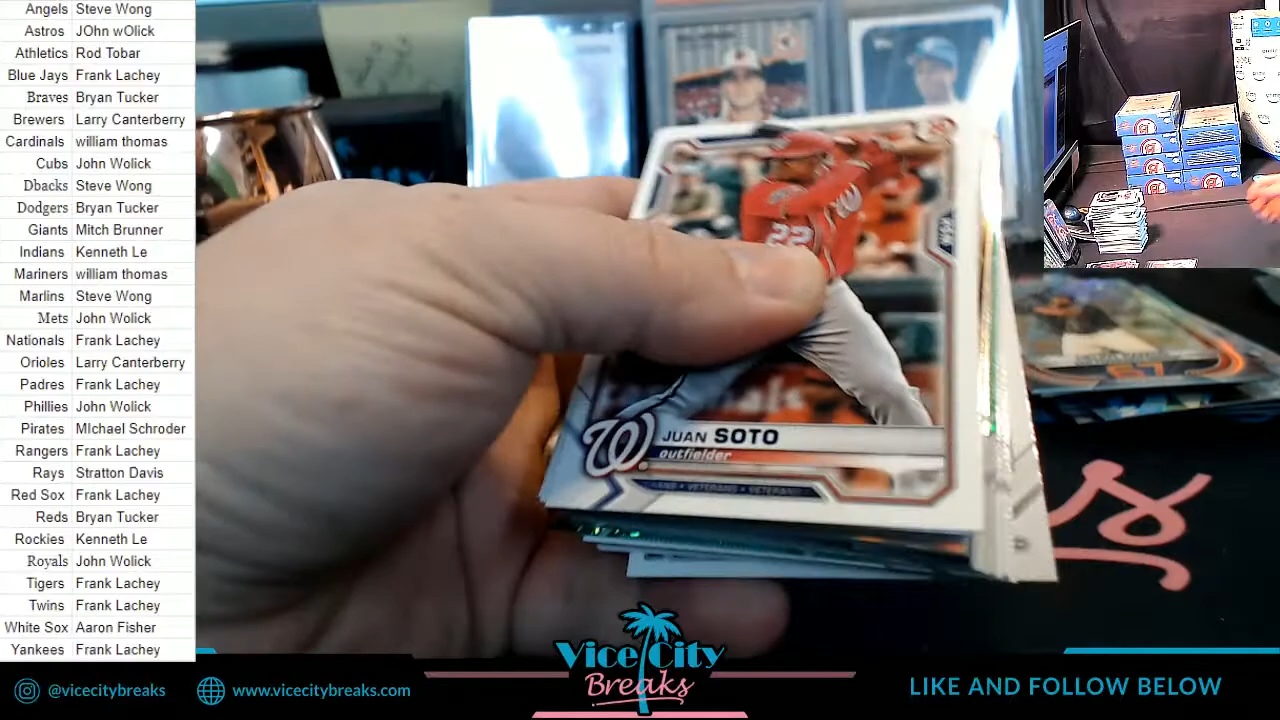 Angels Steve Wong
Astros JOhn wOlick
Athletics Rod Tobar
Blue Jays Frank Lachey
Braves Bryan Tucker
Brewers Larry Canterberry
Cardinals william thomas
Cubs John Wolick
Dbacks Steve Wong
Dodgers Bryan Tucker
Giants Mitch Brunner
Indians Kenneth Le
Mariners william thomas
Marlins Steve Wong
Mets John Wolick
Nationals Frank Lachey
Orioles Larry Canterberry
Padres Frank Lachey
Phillies John Wolick
Pirates MIchael Schroder
Rangers Frank Lachey
Rays Stratton Davis
Red Sox Frank Lachey
Reds Bryan Tucker
Rockies Kenneth Le
Royals John Wolick
Tigers Frank Lachey
Twins Frank Lachey
White Sox Aaron Fisher
Yankees Frank Lachey
22
W
JUAN SOTO
outfielder
VETERANS
Vice City
Breaks
@vicecitybreaks
www.vicecitybreaks.com
LIKE AND FOLLOW BELOW